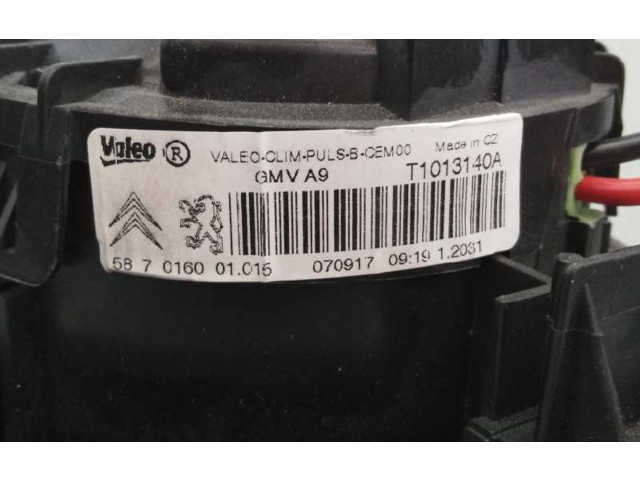 Valeo ® VALEO-CLIM-PULS-B-CEM00 Made in CZ
GMV A9 T1013140A
58 7 0160 01.015 070917 09:19 1.2031